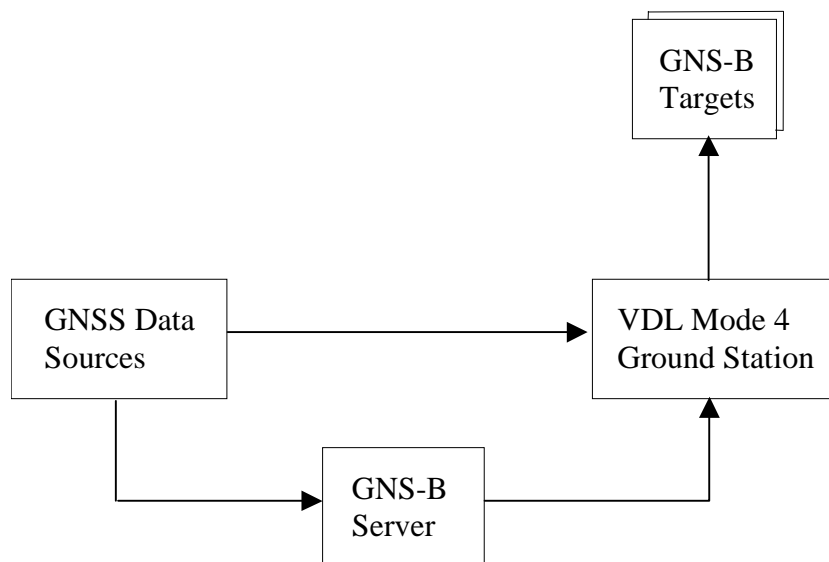 GNS-B
Targets
GNSS Data
Sources
VDL Mode 4
Ground Station
GNS-B
Server